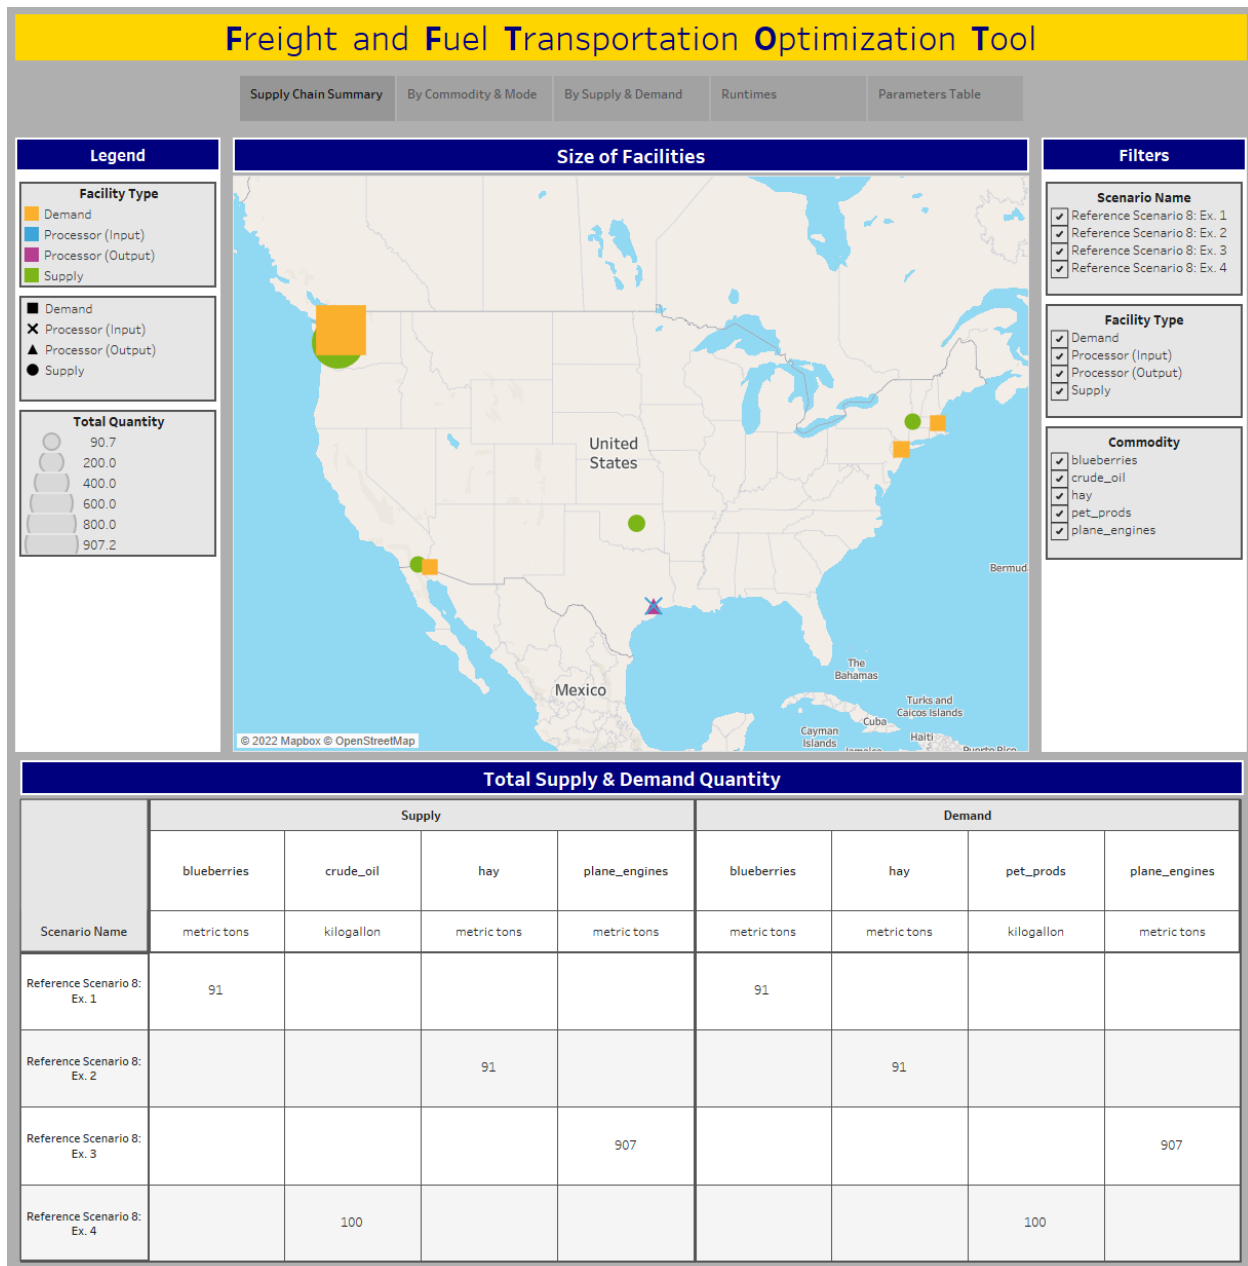 Freight and Fuel Transportation Optimization Tool
Supply Chain Summary
By Commodity & Mode
By Supply & Demand
Runtimes
Parameters Table
Legend
Facility Type
Demand
Processor (Input)
Processor (Output)
Supply
Demand
Processor (Input)
Processor (Output)
Supply
Total Quantity
90.7
200.0
400.0
600.0
800.0
907.2
Size of Facilities
United
States
Bermud
The
Bahamas
Mexico
Turks and
Caicos Islands
Cuba
Cayman
Islands
Haiti
Jamaica
Puerto Rico
© 2022 Mapbox © OpenStreetMap
Filters
Scenario Name
Reference Scenario 8: Ex. 1
Reference Scenario 8: Ex. 2
Reference Scenario 8: Ex. 3
Reference Scenario 8: Ex. 4
Facility Type
Demand
Processor (Input)
Processor (Output)
Supply
Commodity
blueberries
crude_oil
hay
pet_prods
plane_engines
Total Supply & Demand Quantity
Supply Demand
blueberries crude_oil hay plane_engines blueberries hay pet_prods plane_engines
Scenario Name metric tons kilogallon metric tons metric tons metric tons metric tons kilogallon metric tons
Reference Scenario 8:
Ex. 1
91 91
Reference Scenario 8:
Ex. 2
91 91
Reference Scenario 8:
Ex. 3
907 907
Reference Scenario 8:
Ex. 4
100 100